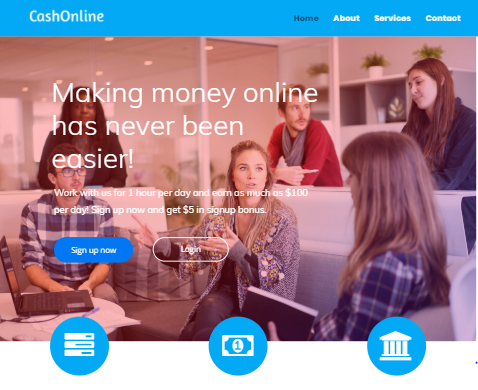 CashOnline
Home About Services Contact
Making money online
has never been
easier!
Work with us for 1 hour per day and earn as much as $100
per day! Sign up now and get $5 in signup bonus.
Sign up now Login
1